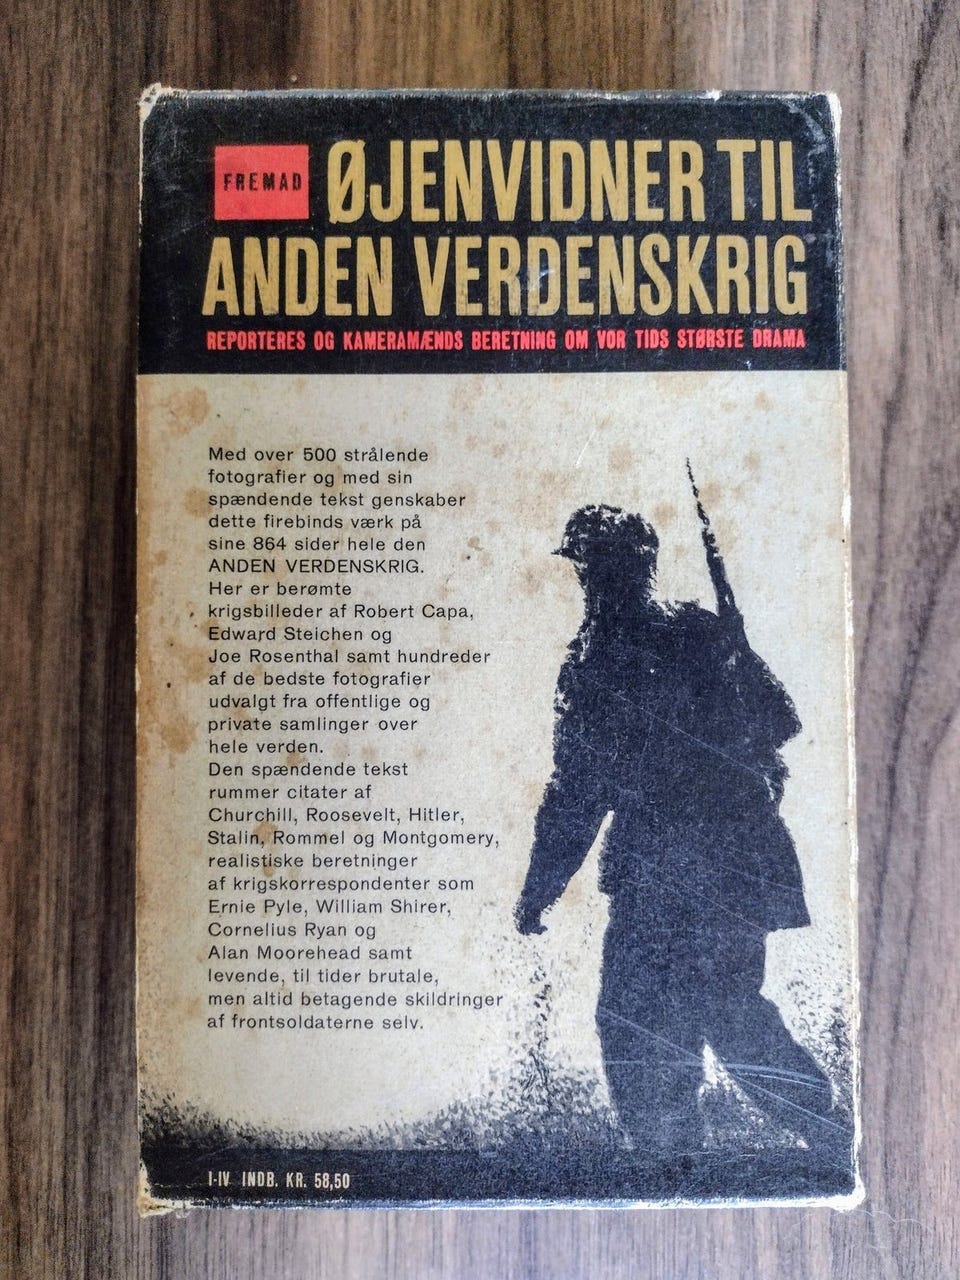 FREMAD
ØJENVIDNER TIL
ANDEN VERDENSKRIG
REPORTERES OG KAMERAMÆNDS BERETNING OM VOR TIDS STØRSTE DRAMA
Med over 500 strålende
fotografier og med sin
spændende tekst genskaber
dette firebinds værk på
sine 864 sider hele den
ANDEN VERDENSKRIG.
Her er berømte
krigsbilleder af Robert Capa,
Edward Steichen og
Joe Rosenthal samt hundreder
af de bedste fotografier
udvalgt fra offentlige og
private samlinger over
hele verden.
Den spændende tekst
rummer citater af
Churchill, Roosevelt, Hitler,
Stalin, Rommel og Montgomery,
realistiske beretninger
af krigskorrespondenter som
Ernie Pyle, William Shirer,
Cornelius Ryan og
Alan Moorehead samt
levende, til tider brutale,
men altid betagende skildringer
af frontsoldaterne selv.
I-IV INDB. KR. 58,50